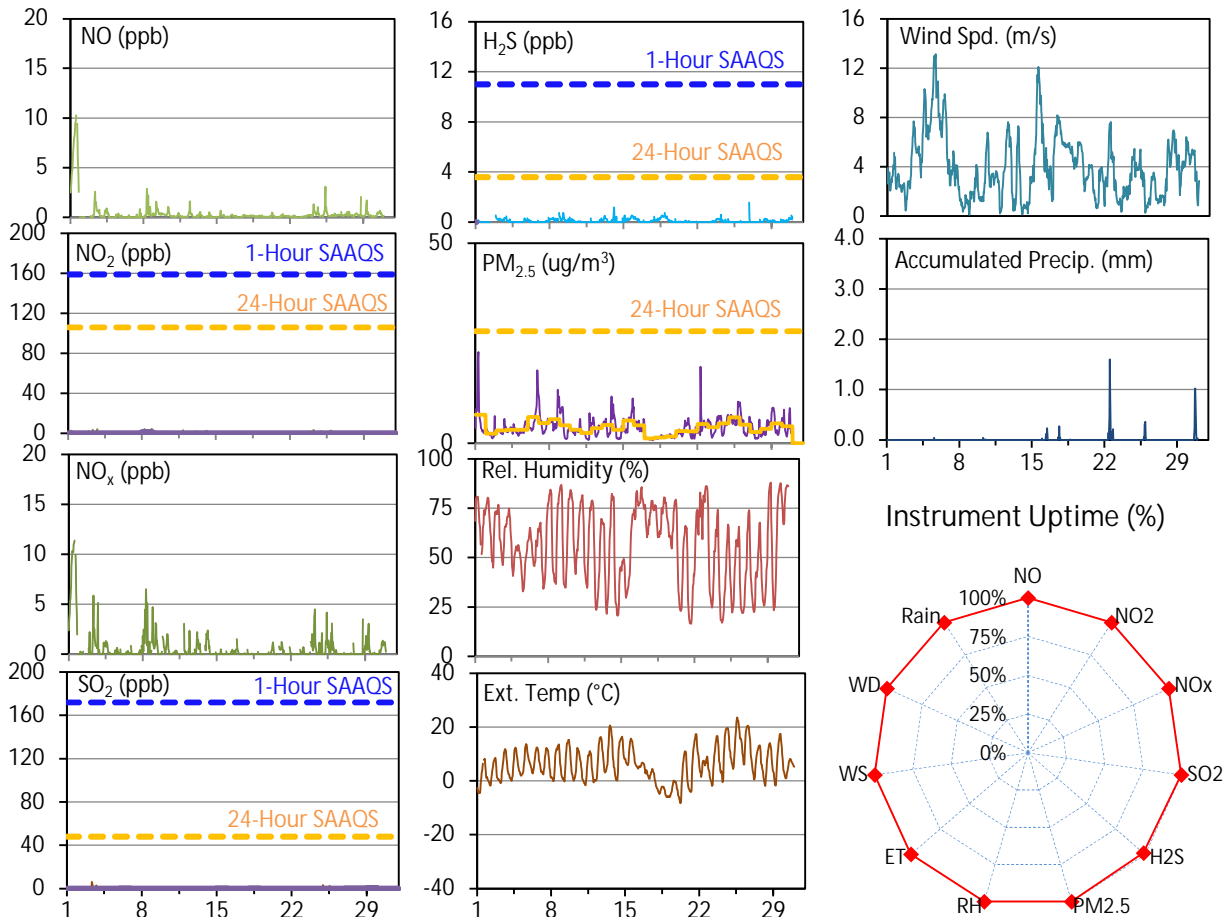 NO (ppb)
20
15
10
5
0
NO₂ (ppb)
1-Hour SAAQS
24-Hour SAAQS
200
160
120
80
40
0
NOₓ (ppb)
20
15
10
5
0
SO₂ (ppb)
1-Hour SAAQS
24-Hour SAAQS
200
160
120
80
40
0
1 8 15 22 29
H₂S (ppb)
1-Hour SAAQS
24-Hour SAAQS
16
12
8
4
0
PM₂.₅ (ug/m³)
24-Hour SAAQS
50
0
Rel. Humidity (%)
100
75
50
25
0
Ext. Temp (°C)
40
20
0
-20
-40
1 8 15 22 29
Wind Spd. (m/s)
16
12
8
4
0
Accumulated Precip. (mm)
4.0
3.0
2.0
1.0
0.0
1 8 15 22 29
Instrument Uptime (%)
NO
NO2
NOx
SO2
H2S
PM2.5
RH
ET
WS
WD
Rain
100%
75%
50%
25%
0%